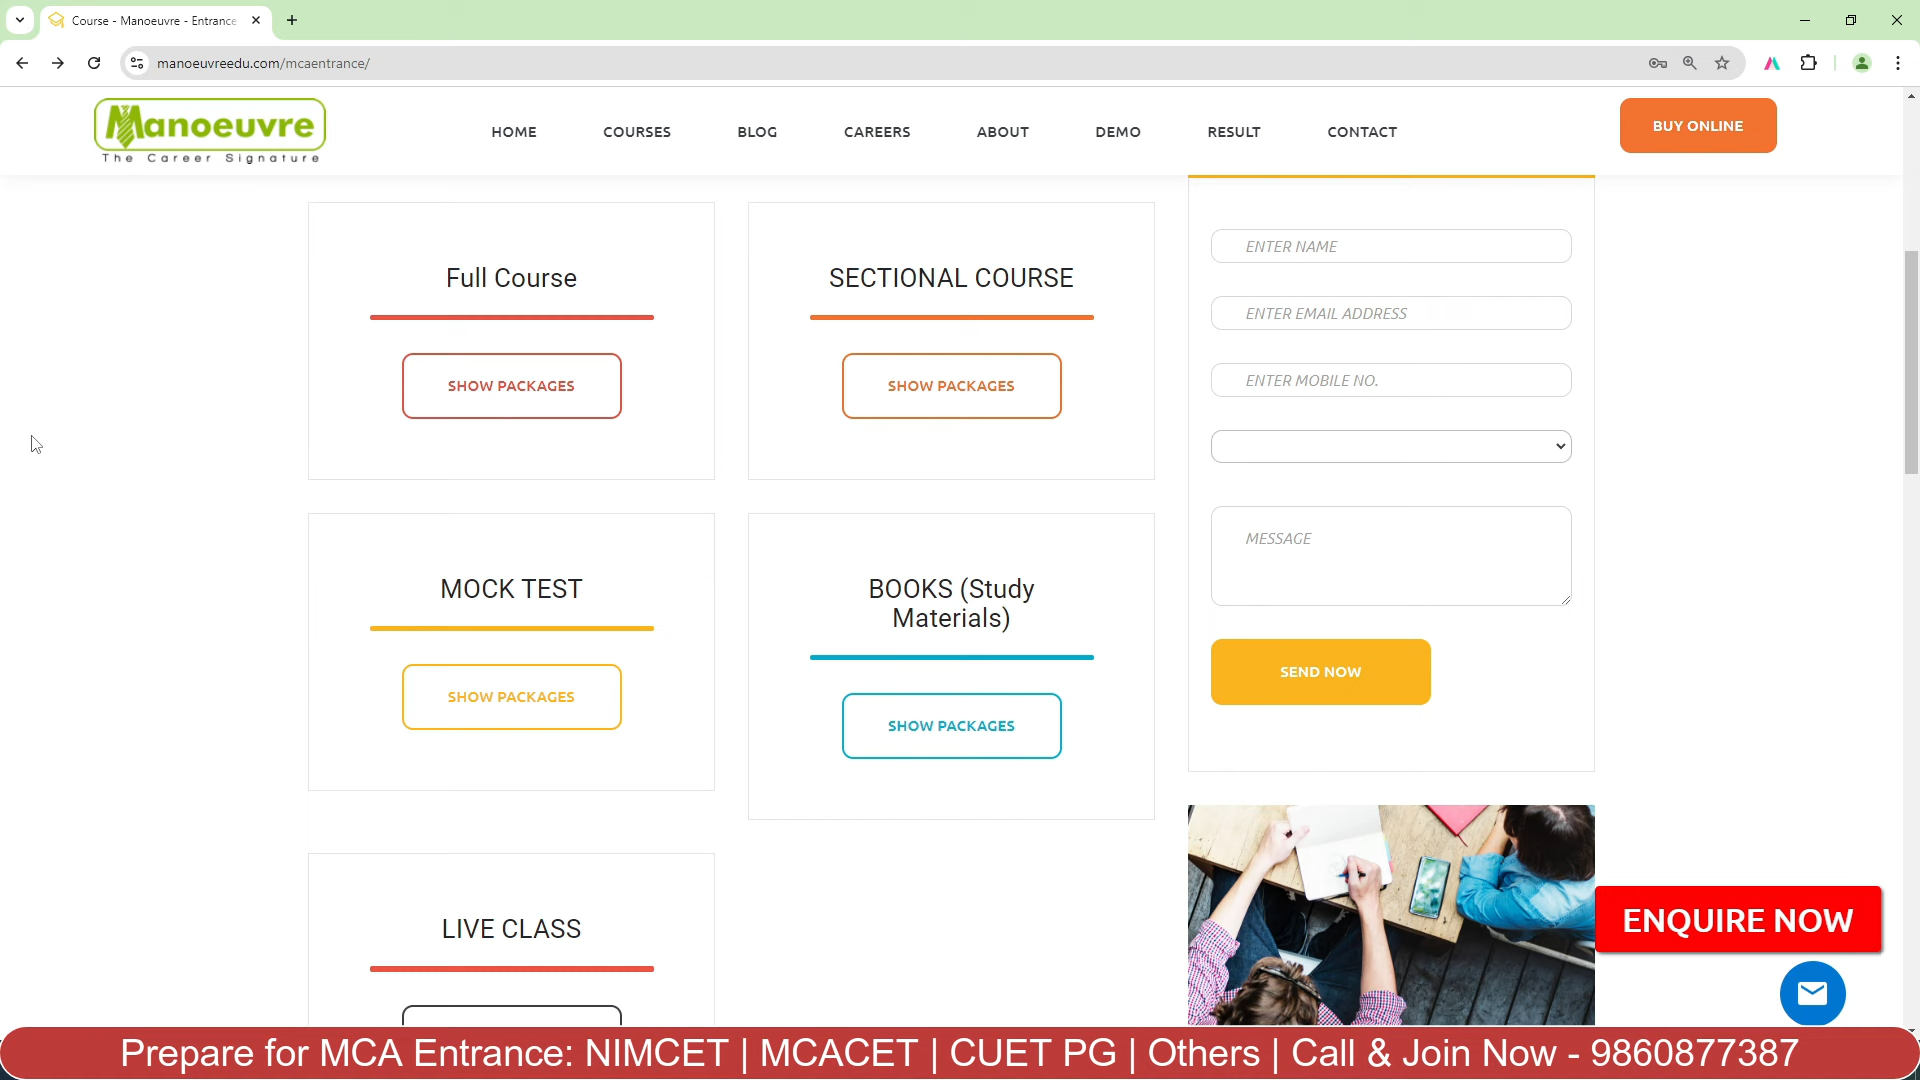 Course - Manoeuvre - Entrance
manoeuvreedu.com/mcaentrance/
Manoeuvre
The Career Signature
HOME
COURSES
BLOG
CAREERS
ABOUT
DEMO
RESULT
CONTACT
BUY ONLINE
Full Course
SHOW PACKAGES
SECTIONAL COURSE
SHOW PACKAGES
ENTER NAME
ENTER EMAIL ADDRESS
ENTER MOBILE NO.
MESSAGE
SEND NOW
MOCK TEST
SHOW PACKAGES
BOOKS (Study
Materials)
SHOW PACKAGES
LIVE CLASS
ENQUIRE NOW
Prepare for MCA Entrance: NIMCET | MCACET | CUET PG | Others | Call & Join Now - 9860877387